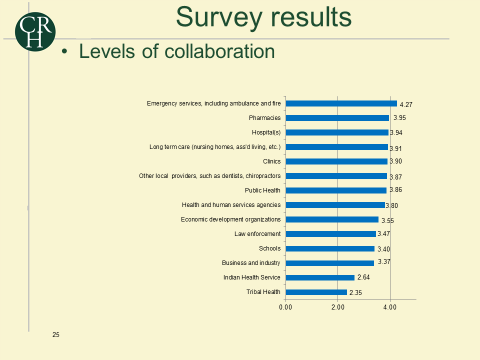 CR
H
Survey results
• Levels of collaboration
Emergency services, including ambulance and fire 4.27
Pharmacies 3.95
Hospital(s) 3.94
Long term care (nursing homes, ass'd living, etc.) 3.91
Clinics 3.90
Other local providers, such as dentists, chiropractors 3.87
Public Health 3.86
Health and human services agencies 3.80
Economic development organizations 3.55
Law enforcement 3.47
Schools 3.40
Business and industry 3.37
Indian Health Service 2.64
Tribal Health 2.35
0.00 2.00 4.00
25